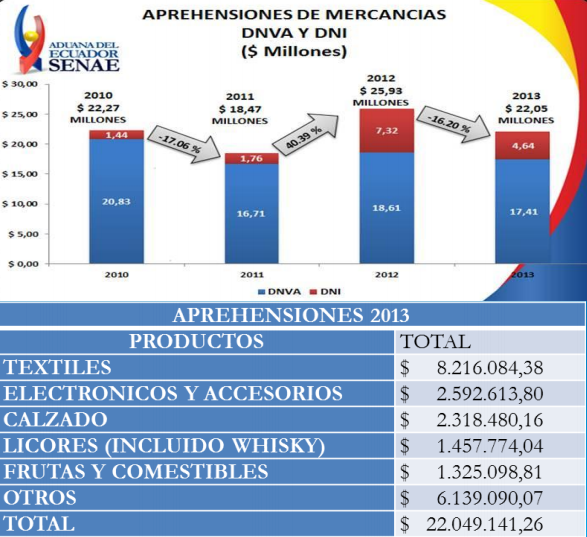 APREHENSIONES DE MERCANCIAS
DNVA Y DNI
($ Millones)
ADUANA DEL
ECUADOR
SENAE
$ 30,00
$ 25,00
$ 20,00
$ 15,00
$ 10,00
$ 5,00
$ 0,00
2010
$ 22,27
MILLONES
1,44
20,83
-17.06 %
2011
$ 18,47
MILLONES
1,76
16,71
40.39 %
2012
$ 25,93
MILLONES
7,32
18,61
-16.20 %
2013
$ 22,05
MILLONES
4,64
17,41
2010 2011 2012 2013
DNVA DNI
APREHENSIONES 2013
PRODUCTOS TOTAL
TEXTILES $ 8.216.084,38
ELECTRONICOS Y ACCESORIOS $ 2.592.613,80
CALZADO $ 2.318.480,16
LICORES (INCLUIDO WHISKY) $ 1.457.774,04
FRUTAS Y COMESTIBLES $ 1.325.098,81
OTROS $ 6.139.090,07
TOTAL $ 22.049.141,26